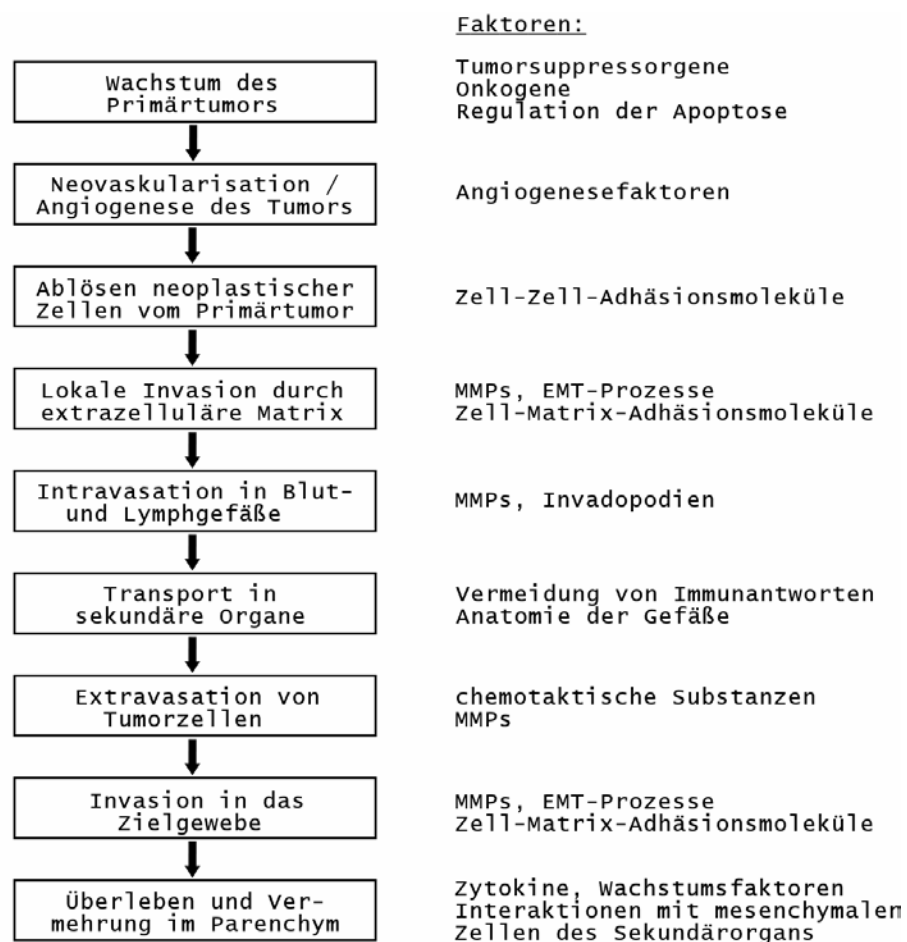 Faktoren:
Wachstum des
Primärtumors
Tumorsuppressorgene
Onkogene
Regulation der Apoptose
Neovaskularisation /
Angiogenese des Tumors
Angiogenesefaktoren
Ablösen neoplastischer
Zellen vom Primärtumor
Zell-Zell-Adhäsionsmoleküle
Lokale Invasion durch
extrazelluläre Matrix
MMPs, EMT-Prozesse
Zell-Matrix-Adhäsionsmoleküle
Intravasation in Blut-
und Lymphgefäße
MMPs, Invadopodien
Transport in
sekundäre Organe
Vermeidung von Immunantworten
Anatomie der Gefäße
Extravasation von
Tumorzellen
chemotaktische Substanzen
MMPs
Invasion in das
Zielgewebe
MMPs, EMT-Prozesse
Zell-Matrix-Adhäsionsmoleküle
Überleben und Ver-
mehrung im Parenchym
Zytokine, Wachstumsfaktoren
Interaktionen mit mesenchymalen
Zellen des Sekundärorgans